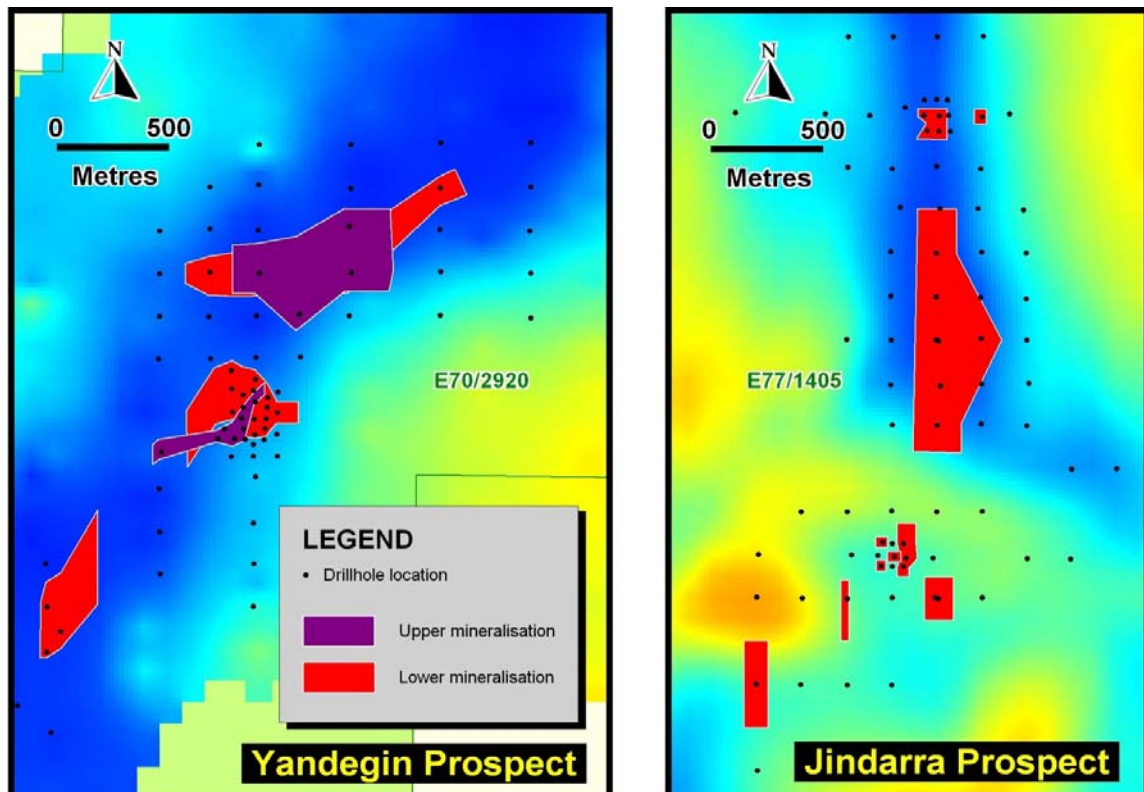 N
0 500
Metres
E70/2920
LEGEND
Drillhole location
Upper mineralisation
Lower mineralisation
Yandegin Prospect
N
0 500
Metres
E77/1405
Jindarra Prospect